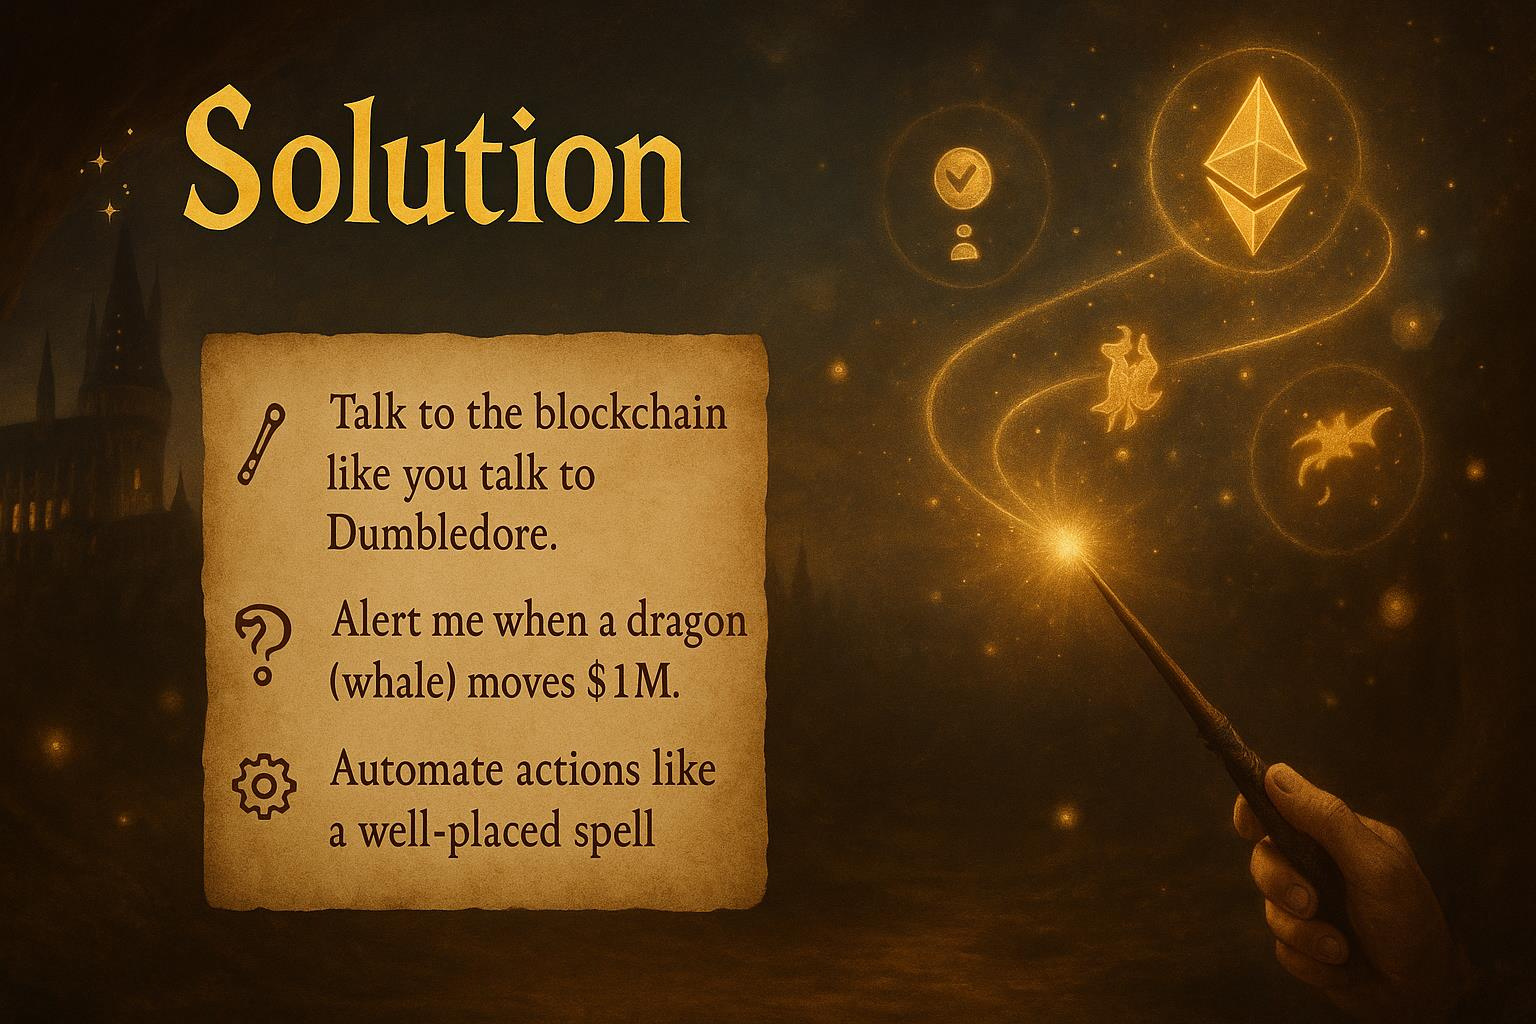 Solution
Talk to the blockchain
like you talk to
Dumbledore.
Alert me when a dragon
(whale) moves $1M.
Automate actions like
a well-placed spell